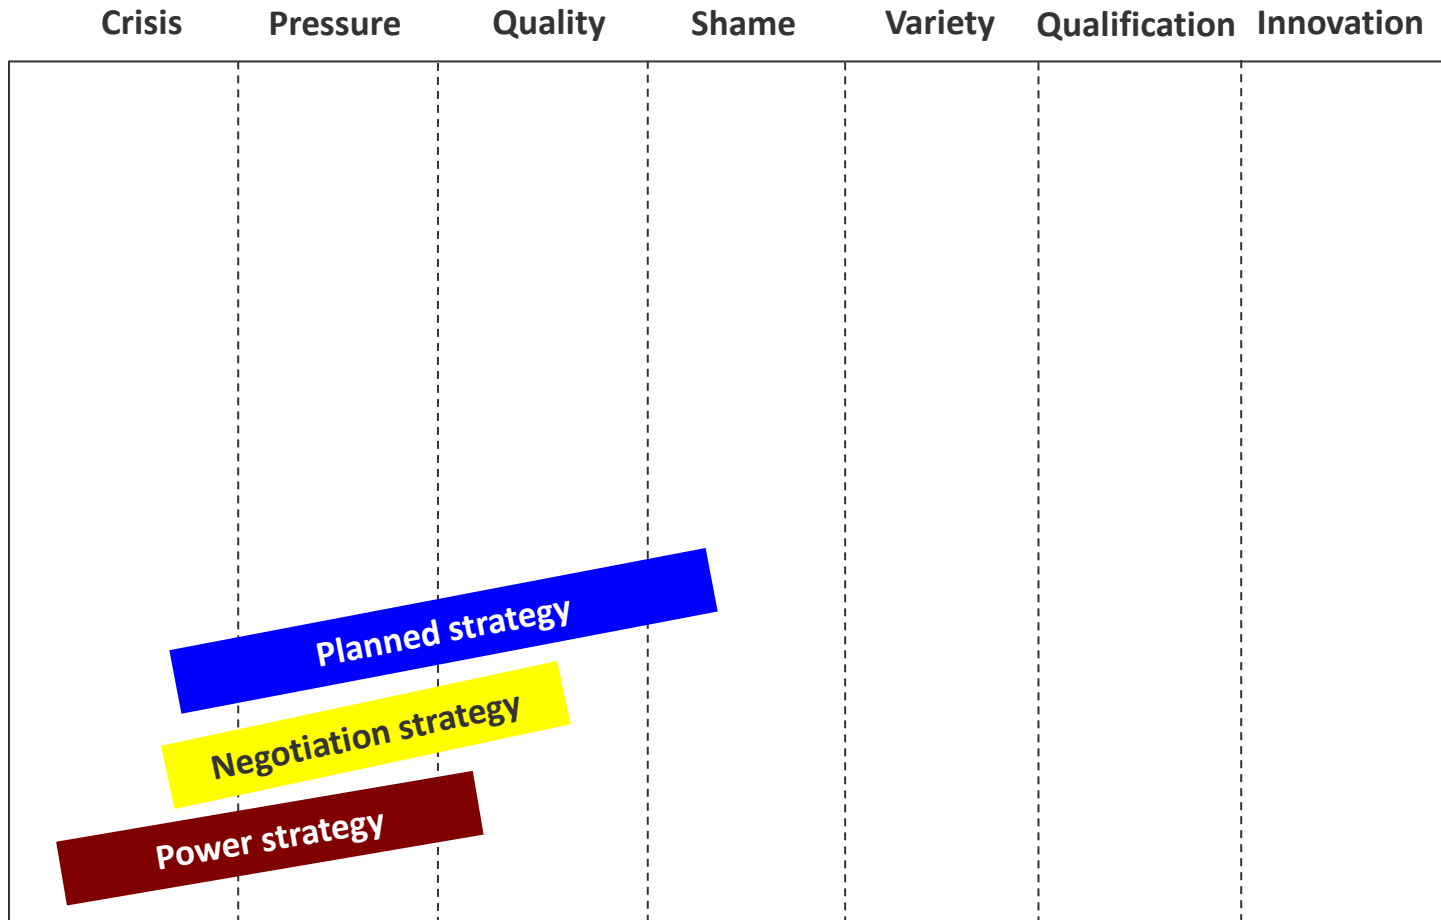 Crisis Pressure Quality Shame Variety Qualification Innovation
Planned strategy
Negotiation strategy
Power strategy